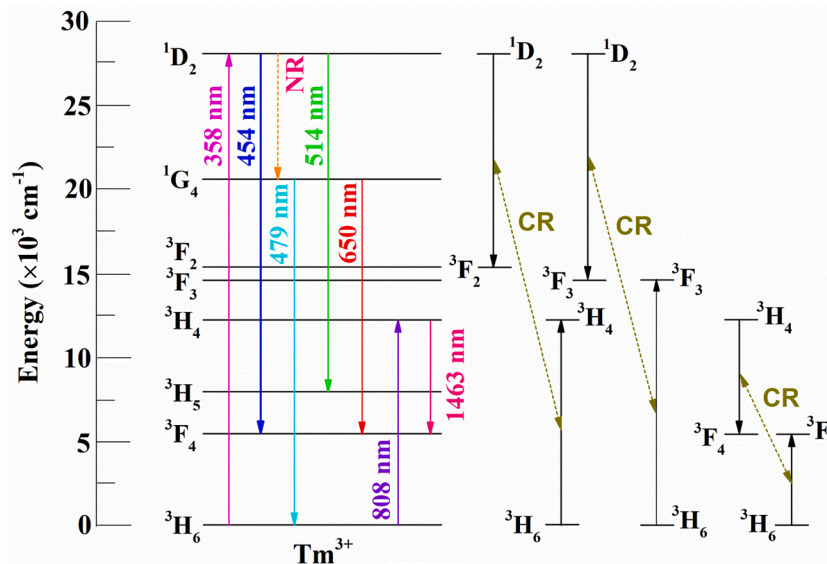 Energy (×10³ cm⁻¹)
30
25
20
15
10
5
0
¹D₂
¹G₄
³F₂
³F₃
³H₄
³H₅
³F₄
³H₆
358 nm
454 nm
NR
514 nm
479 nm
650 nm
808 nm
1463 nm
Tm³⁺
¹D₂
³F₂
CR
³H₄
³H₆
¹D₂
³F₃
CR
³F₃
³H₆
³H₄
³F₄
CR
³F
³H₆